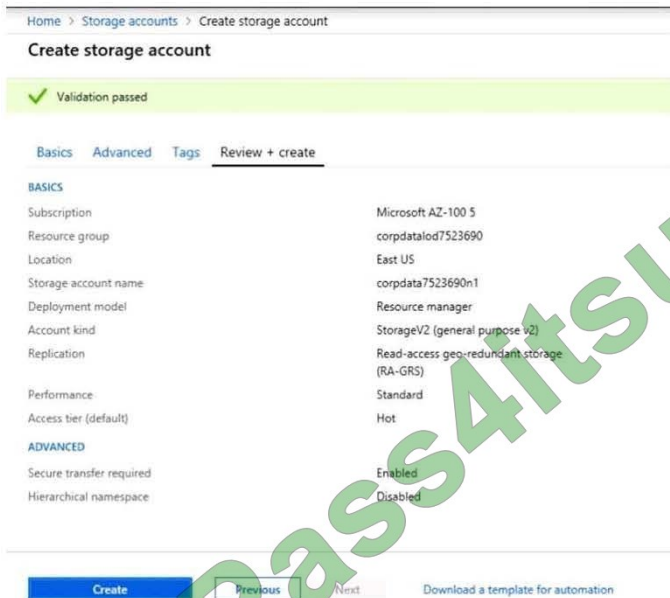 Home > Storage accounts > Create storage account
Create storage account
Validation passed
Basics Advanced Tags Review + create
BASICS
Subscription Microsoft AZ-100 5
Resource group corpdatalod7523690
Location East US
Storage account name corpdata7523690n1
Deployment model Resource manager
Account kind StorageV2 (general purpose v2)
Replication Read-access geo-redundant storage
(RA-GRS)
Performance Standard
Access tier (default) Hot
ADVANCED
Secure transfer required Enabled
Hierarchical namespace Disabled
Create Previous Next Download a template for automation
Pass4itsu